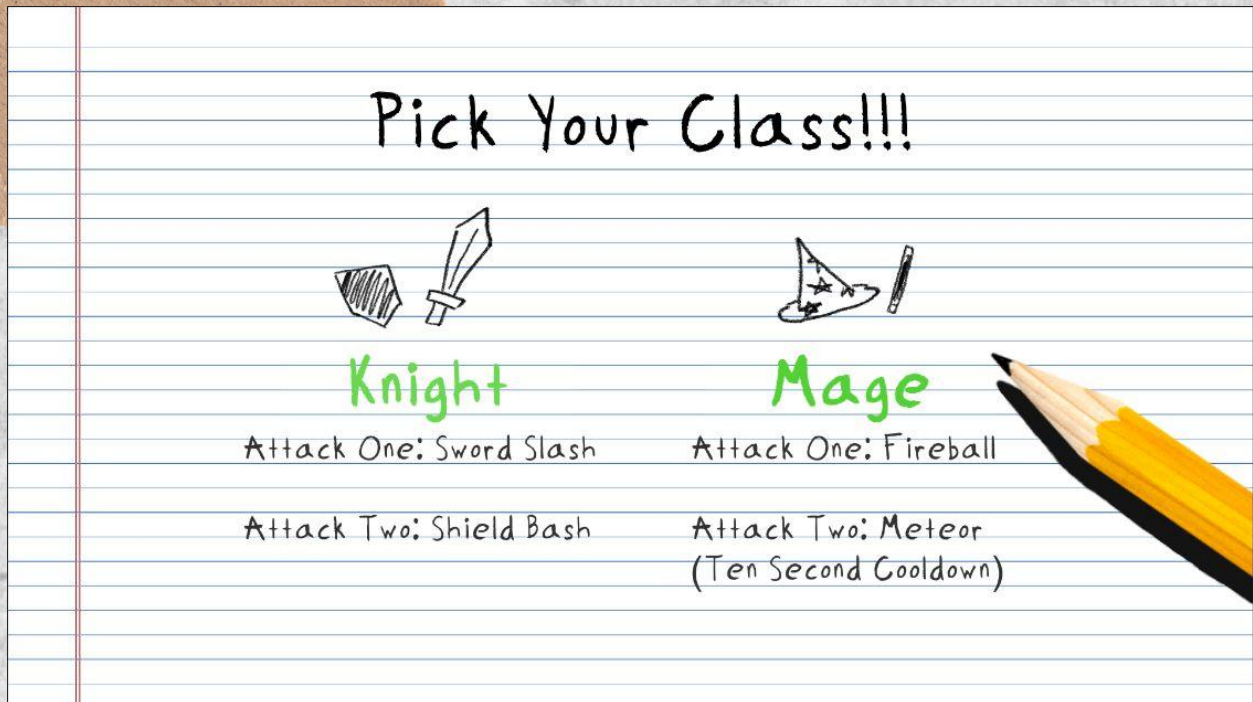 Pick Your Class!!!
Knight
Attack One: Sword Slash
Attack Two: Shield Bash
Mage
Attack One: Fireball
Attack Two: Meteor
(Ten Second Cooldown)